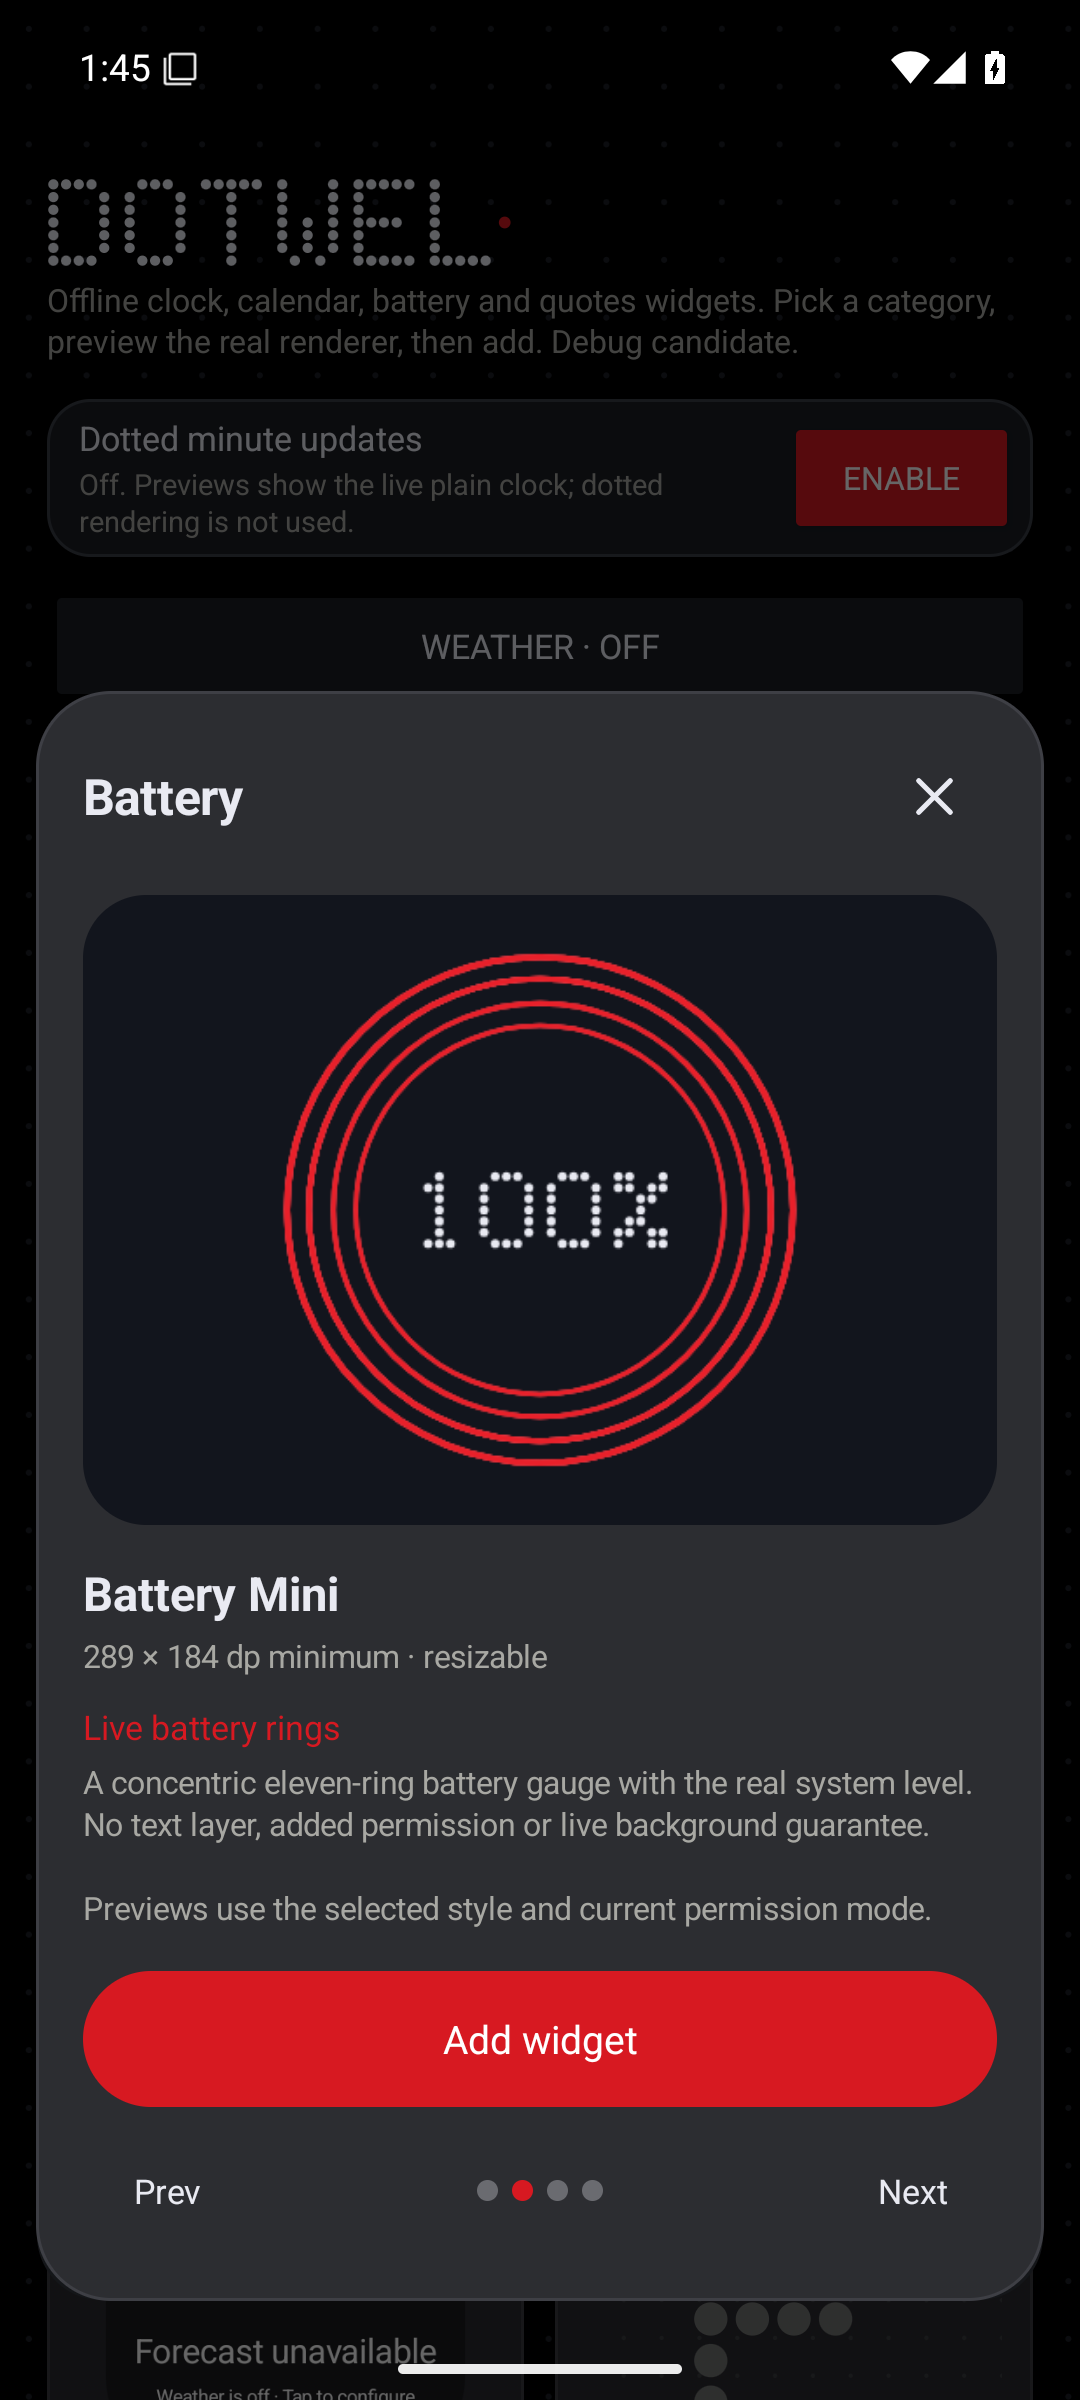 1:45
DOTWEL
Offline clock, calendar, battery and quotes widgets. Pick a category,
preview the real renderer, then add. Debug candidate.
Dotted minute updates
Off. Previews show the live plain clock; dotted
rendering is not used.
ENABLE
WEATHER · OFF
Battery
100%
Battery Mini
289 × 184 dp minimum · resizable
Live battery rings
A concentric eleven-ring battery gauge with the real system level.
No text layer, added permission or live background guarantee.
Previews use the selected style and current permission mode.
Add widget
Prev
Next
Forecast unavailable
Weather is off · Tap to configure